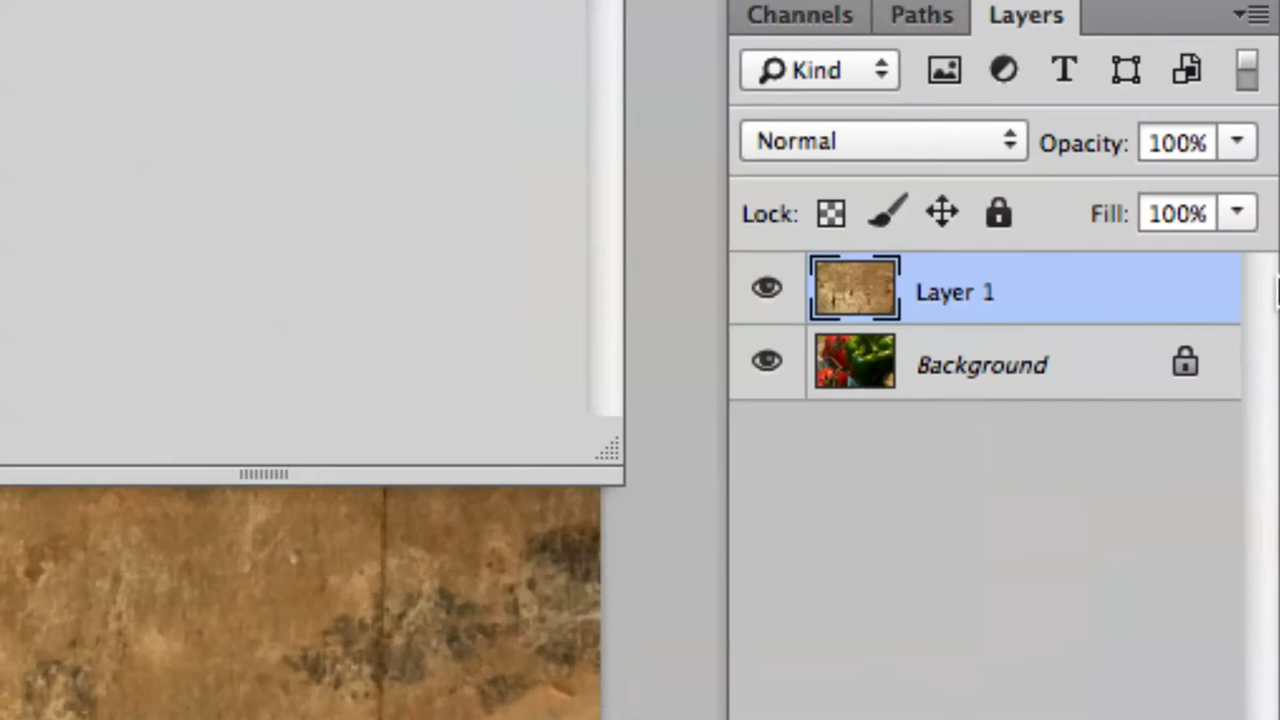 Channels Paths Layers
Kind T
Normal Opacity: 100%
Lock: Fill: 100%
Layer 1
Background